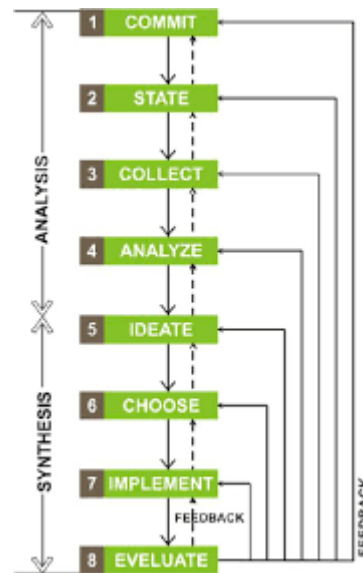 1 COMMIT
2 STATE
3 COLLECT
4 ANALYZE
5 IDEATE
6 CHOOSE
7 IMPLEMENT
FEEDBACK
8 EVELUATE
ANALYSIS
SYNTHESIS
FEEDBACK